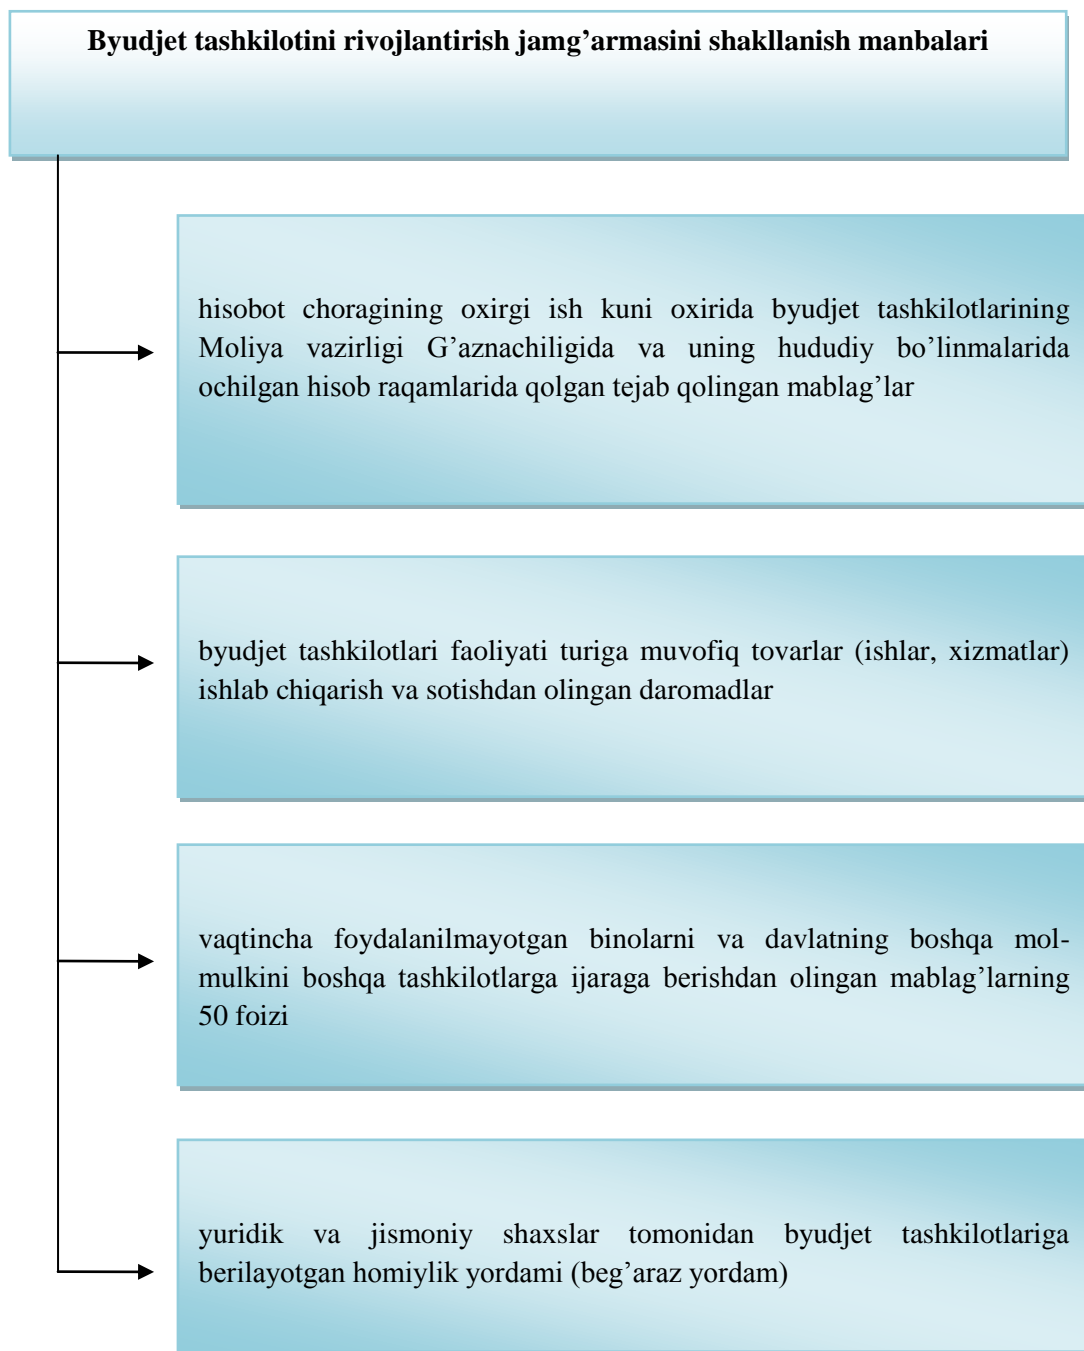 Byudjet tashkilotini rivojlantirish jamg’armasini shakllanish manbalari
hisobot choragining oxirgi ish kuni oxirida byudjet tashkilotlarining
Moliya vazirligi G’aznachiligida va uning hududiy bo’linmalarida
ochilgan hisob raqamlarida qolgan tejab qolingan mablag’lar
byudjet tashkilotlari faoliyati turiga muvofiq tovarlar (ishlar, xizmatlar)
ishlab chiqarish va sotishdan olingan daromadlar
vaqtincha foydalanilmayotgan binolarni va davlatning boshqa mol-
mulkini boshqa tashkilotlarga ijaraga berishdan olingan mablag’larning
50 foizi
yuridik va jismoniy shaxslar tomonidan byudjet tashkilotlariga
berilayotgan homiylik yordami (beg’araz yordam)